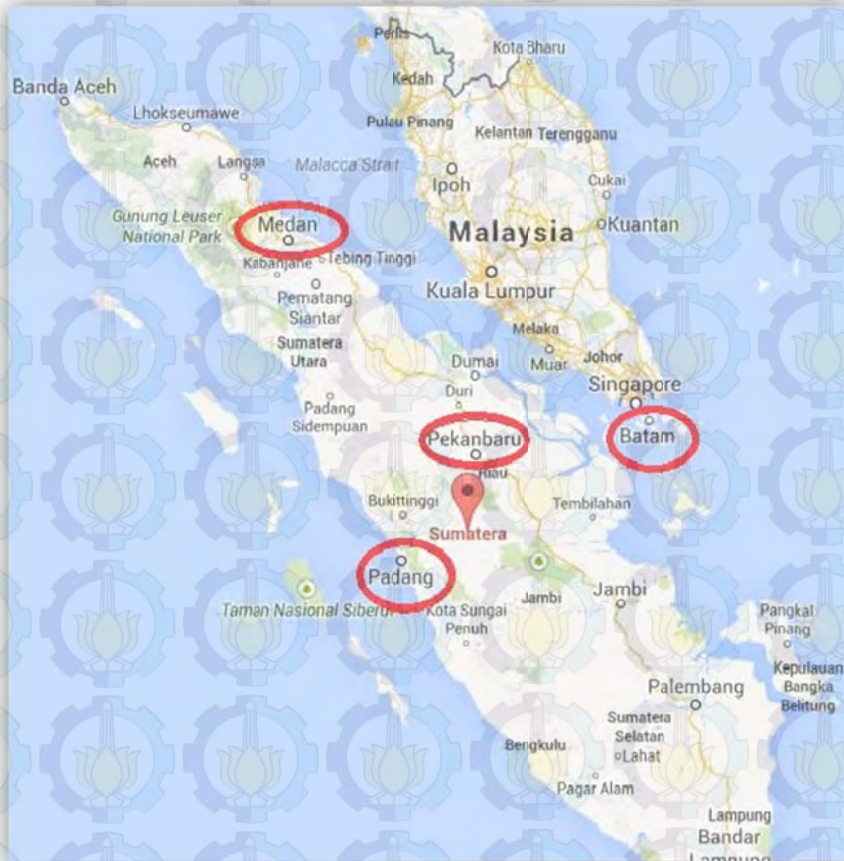 Perlis
Kota Bharu
Kedah
Banda Aceh
Lhokseumawe
Pulau Pinang
Kelantan
Terengganu
Aceh
Langsa
Malacca Strait
Ipoh
Cukai
Gunung Leuser
National Park
Medan
Kuantan
Malaysia
Kabanjahe
Tebing Tinggi
Kuala Lumpur
Pematang
Siantar
Melaka
Sumatera
Utara
Dumai
Muar
Johor
Duri
Singapore
Padang
Sidempuan
Pekanbaru
Batam
Riau
Bukittinggi
Tembilahan
Sumatera
Padang
Jambi
Jambi
Taman Nasional Siberut
Kota Sungai
Penuh
Pangkal
Pinang
Kepulauan
Bangka
Belitung
Palembang
Sumatera
Selatan
Bengkulu
Lahat
Pagar Alam
Lampung
Bandar
Lampung